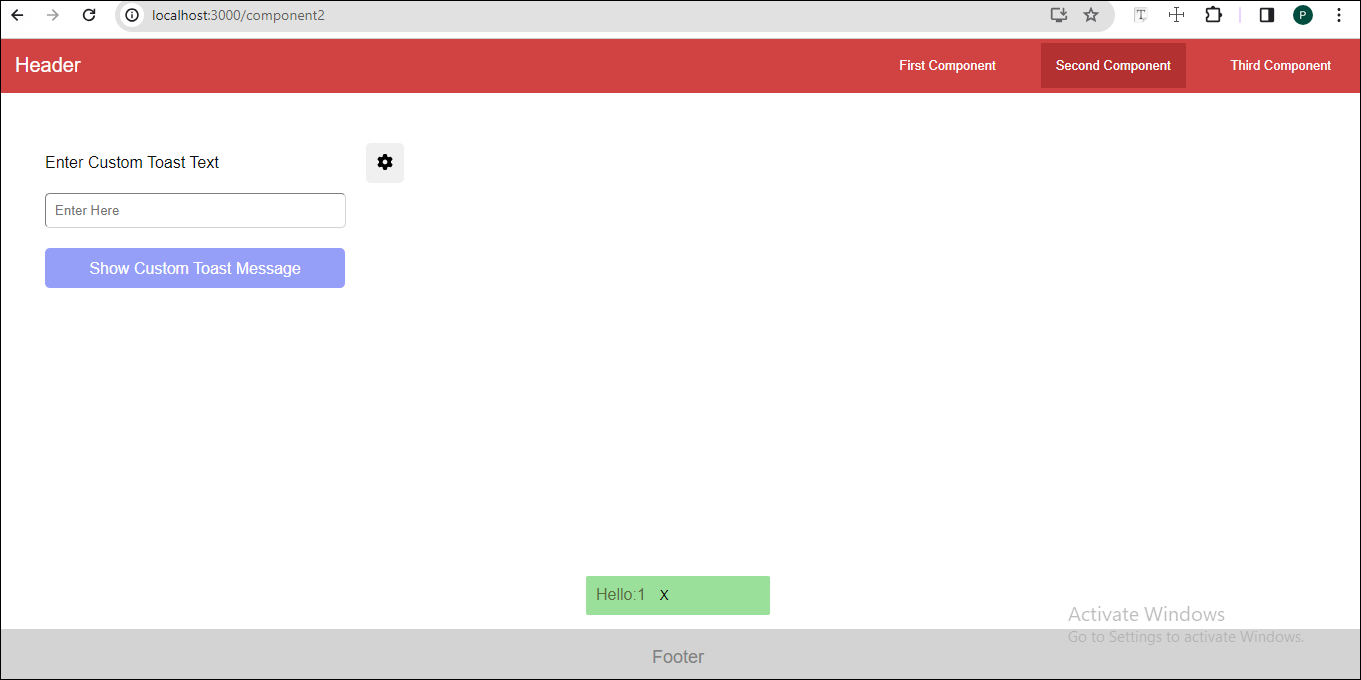 localhost:3000/component2
P
Header
First Component
Second Component
Third Component
Enter Custom Toast Text
Enter Here
Show Custom Toast Message
Hello:1 X
Activate Windows
Go to Settings to activate Windows.
Footer